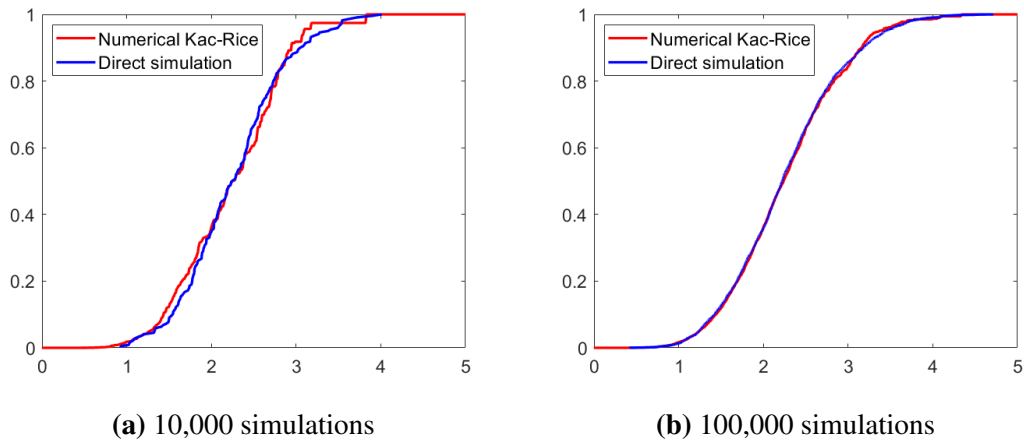 Numerical Kac-Rice
Direct simulation
1
0.8
0.6
0.4
0.2
0
0 1 2 3 4 5
(a) 10,000 simulations
Numerical Kac-Rice
Direct simulation
1
0.8
0.6
0.4
0.2
0
0 1 2 3 4 5
(b) 100,000 simulations